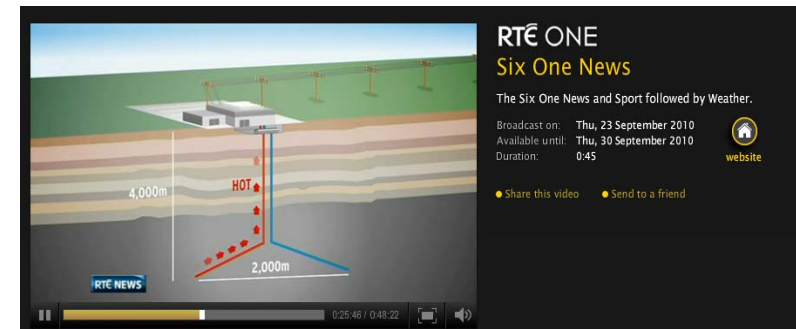 4,000m
HOT
2,000m
RTÉ NEWS
0:25:46 / 0:48:22
RTÉ ONE
Six One News
The Six One News and Sport followed by Weather.
Broadcast on: Thu, 23 September 2010
Available until: Thu, 30 September 2010
Duration: 0:45
website
Share this video
Send to a friend